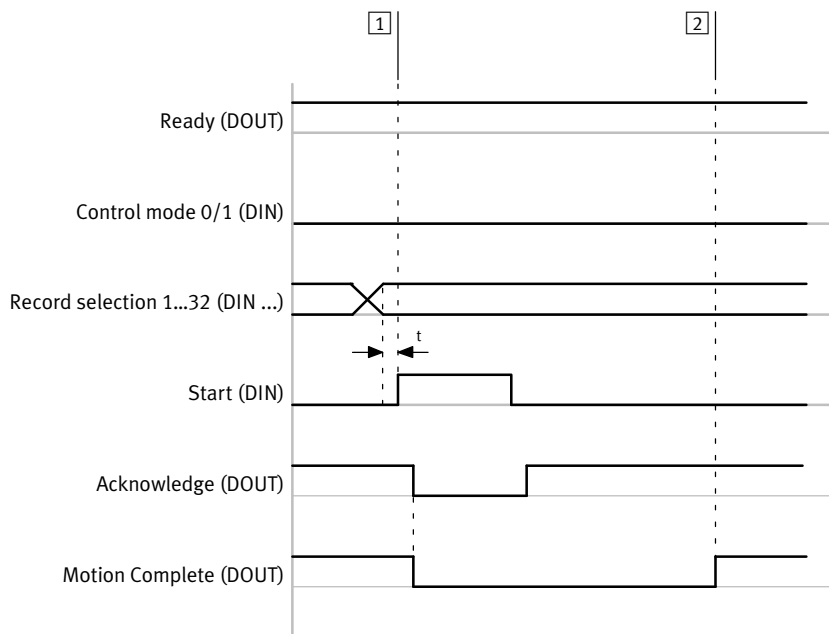 1
2
Ready (DOUT)
Control mode 0/1 (DIN)
Record selection 1...32 (DIN ...)
t
Start (DIN)
Acknowledge (DOUT)
Motion Complete (DOUT)